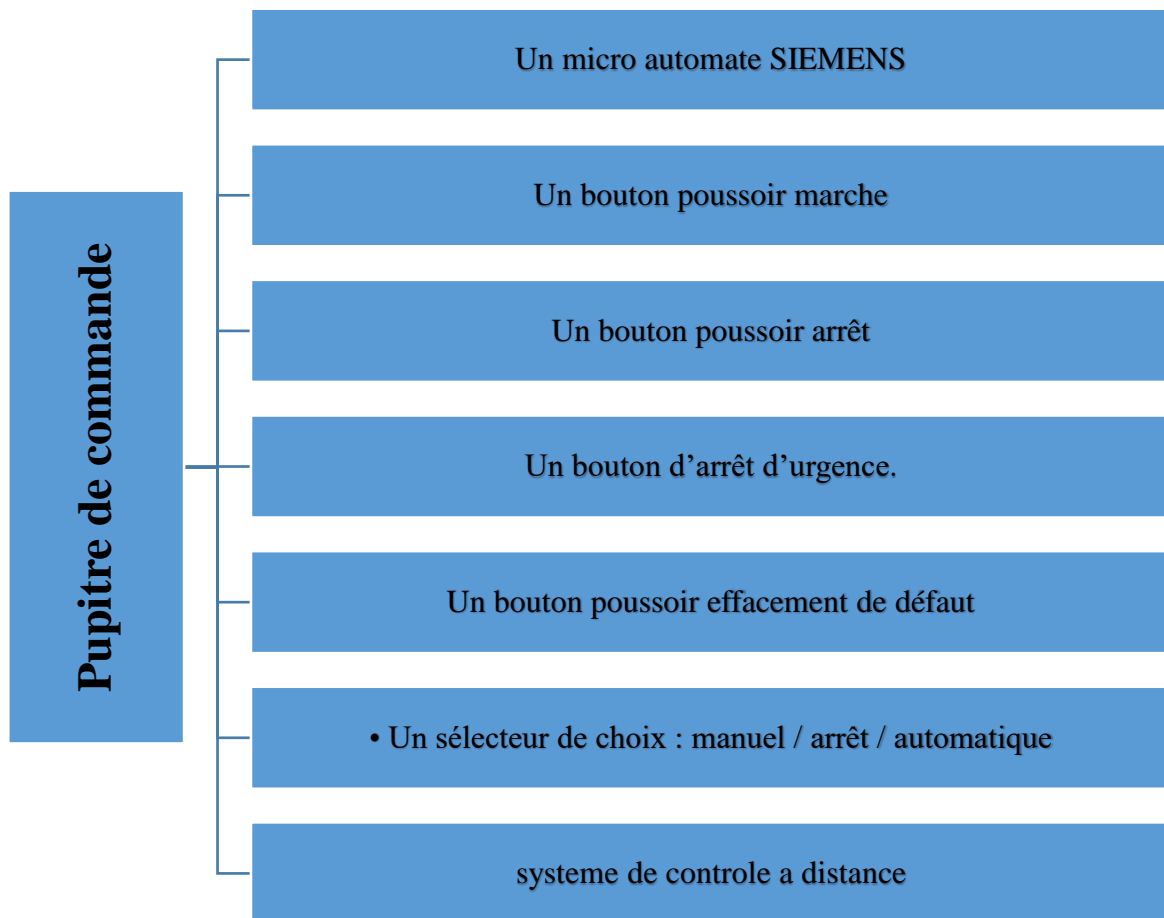 Pupitre de commande
Un micro automate SIEMENS
Un bouton poussoir marche
Un bouton poussoir arrêt
Un bouton d’arrêt d’urgence.
Un bouton poussoir effacement de défaut
• Un sélecteur de choix : manuel / arrêt / automatique
systeme de controle a distance